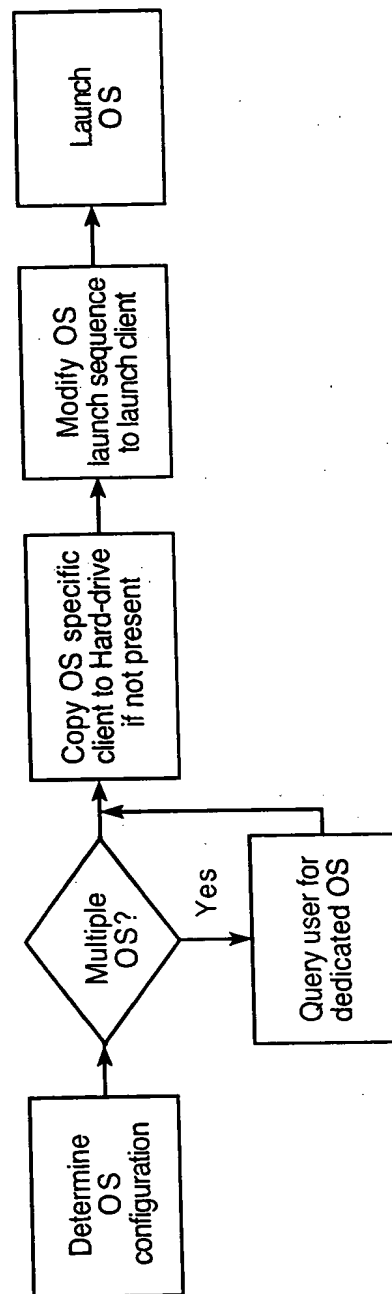 Determine
OS
configuration
Multiple
OS?
Yes
Query user for
dedicated OS
Copy OS specific
client to Hard-drive
if not present
Modify OS
launch sequence
to launch client
Launch
OS